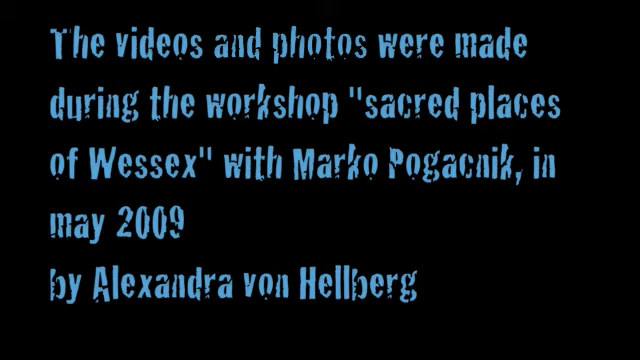 The videos and photos were made
during the workshop "sacred places
of Wessex" with Marko Pogacnik, in
may 2009
by Alexandra von Hellberg